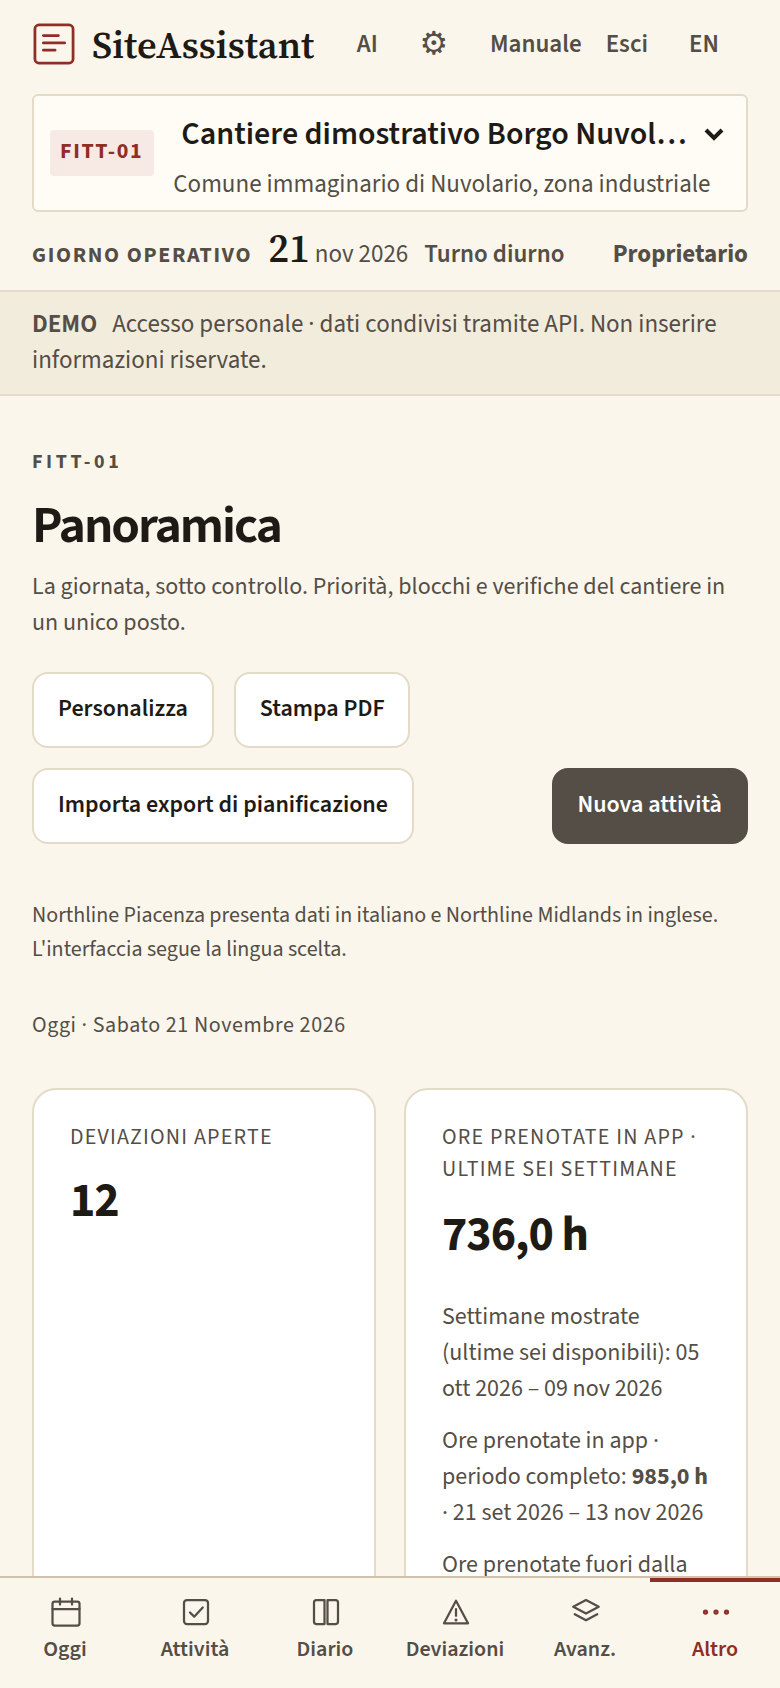 SiteAssistant AI Manuale Esci EN
FITT-01
Cantiere dimostrativo Borgo Nuvol...
Comune immaginario di Nuvolario, zona industriale
GIORNO OPERATIVO 21 nov 2026 Turno diurno Proprietario
DEMO Accesso personale · dati condivisi tramite API. Non inserire
informazioni riservate.
FITT-01
Panoramica
La giornata, sotto controllo. Priorità, blocchi e verifiche del cantiere in
un unico posto.
Personalizza Stampa PDF
Importa export di pianificazione Nuova attività
Northline Piacenza presenta dati in italiano e Northline Midlands in inglese.
L'interfaccia segue la lingua scelta.
Oggi · Sabato 21 Novembre 2026
DEVIAZIONI APERTE
12
ORE PRENOTATE IN APP ·
ULTIME SEI SETTIMANE
736,0 h
Settimane mostrate
(ultime sei disponibili): 05
ott 2026 – 09 nov 2026
Ore prenotate in app ·
periodo completo: 985,0 h
· 21 set 2026 – 13 nov 2026
Ore prenotate fuori dalla
Oggi Attività Diario Deviazioni Avanz. Altro